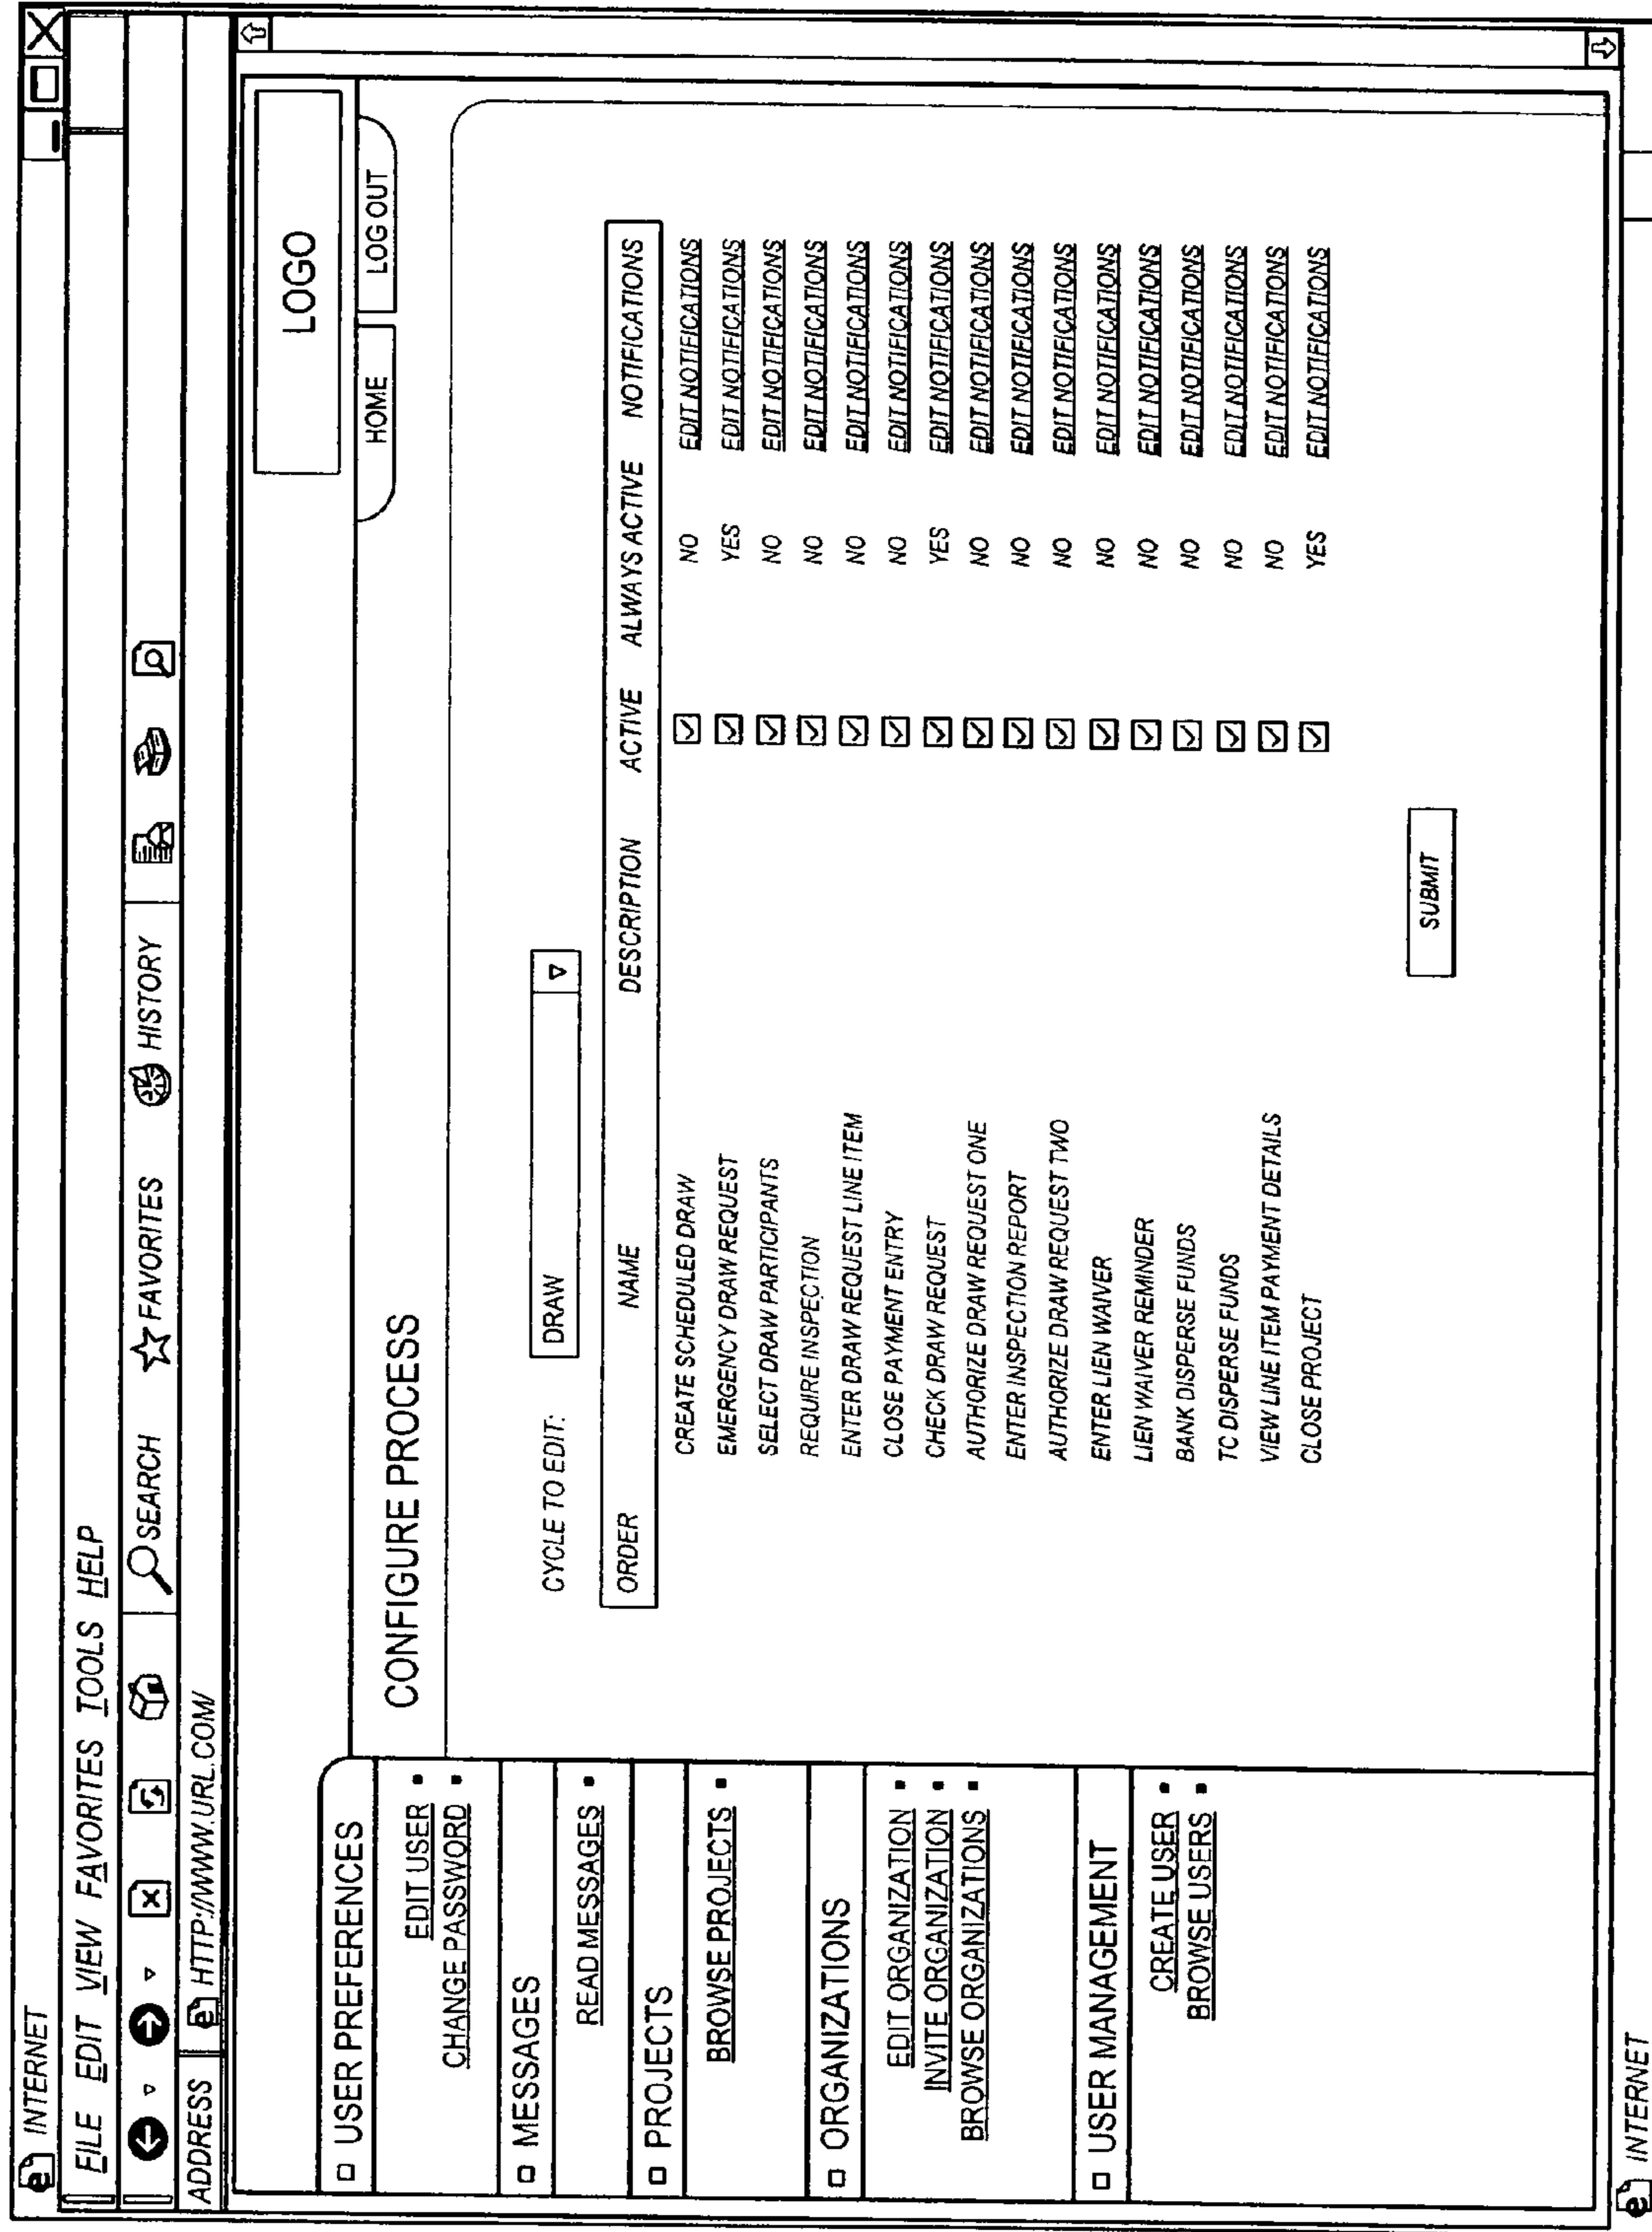 INTERNET
FILE EDIT VIEW FAVORITES TOOLS HELP
SEARCH FAVORITES HISTORY
ADDRESS HTTP://WWW.URL.COM/
LOGO
HOME LOG OUT
USER PREFERENCES
EDIT USER
CHANGE PASSWORD
MESSAGES
READ MESSAGES
PROJECTS
BROWSE PROJECTS
ORGANIZATIONS
EDIT ORGANIZATION
INVITE ORGANIZATION
BROWSE ORGANIZATIONS
USER MANAGEMENT
CREATE USER
BROWSE USERS
CONFIGURE PROCESS
CYCLE TO EDIT: DRAW
ORDER NAME DESCRIPTION ACTIVE ALWAYS ACTIVE NOTIFICATIONS
CREATE SCHEDULED DRAW NO EDIT NOTIFICATIONS
EMERGENCY DRAW REQUEST YES EDIT NOTIFICATIONS
SELECT DRAW PARTICIPANTS NO EDIT NOTIFICATIONS
REQUIRE INSPECTION NO EDIT NOTIFICATIONS
ENTER DRAW REQUEST LINE ITEM NO EDIT NOTIFICATIONS
CLOSE PAYMENT ENTRY NO EDIT NOTIFICATIONS
CHECK DRAW REQUEST YES EDIT NOTIFICATIONS
AUTHORIZE DRAW REQUEST ONE NO EDIT NOTIFICATIONS
ENTER INSPECTION REPORT NO EDIT NOTIFICATIONS
AUTHORIZE DRAW REQUEST TWO NO EDIT NOTIFICATIONS
ENTER LIEN WAIVER NO EDIT NOTIFICATIONS
LIEN WAIVER REMINDER NO EDIT NOTIFICATIONS
BANK DISPERSE FUNDS NO EDIT NOTIFICATIONS
TC DISPERSE FUNDS NO EDIT NOTIFICATIONS
VIEW LINE ITEM PAYMENT DETAILS NO EDIT NOTIFICATIONS
CLOSE PROJECT YES EDIT NOTIFICATIONS
SUBMIT
INTERNET